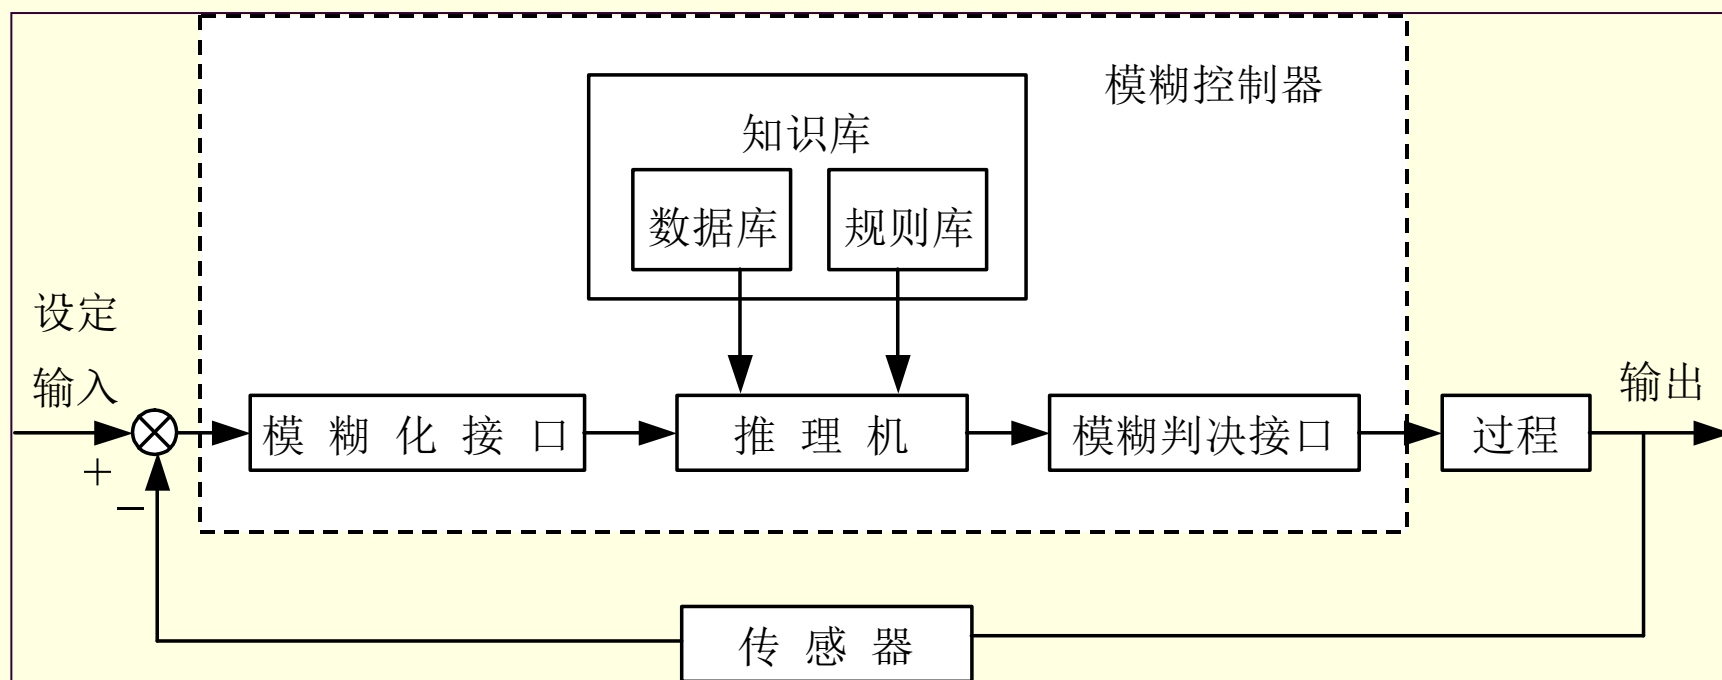 模糊控制器
知识库
数据库 规则库
设定
输入
输出
模 糊 化 接 口 推 理 机 模糊判决接口 过程
+
−
传 感 器